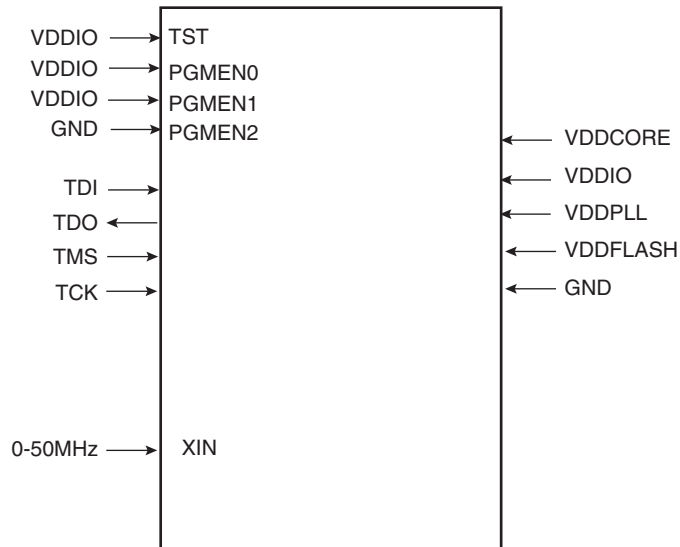 VDDIO TST
VDDIO PGMEN0
VDDIO PGMEN1
GND PGMEN2
VDDCORE
VDDIO
TDI
VDDPLL
TDO
VDDFLASH
TMS
GND
TCK
0-50MHz XIN